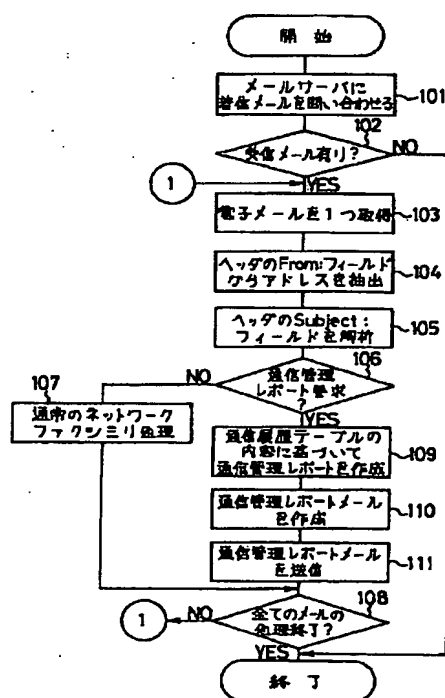 開始
メールサーバに
着信メールを問い合わせる
101
102
受信メール有り?
NO
1
YES
電子メールを1つ取得
103
ヘッダのFrom:フィールド
からアドレスを抽出
104
ヘッダのSubject:
フィールドを解析
105
106
通信管理
レポート要求
?
NO
107
通常のネットワーク
ファクシミリ処理
YES
通信履歴テーブルの
内容に基づいて
通信管理レポートを作成
109
通信管理レポートメール
を作成
110
通信管理レポートメール
を送信
111
108
全てのメールの
処理終了?
NO
1
YES
終了